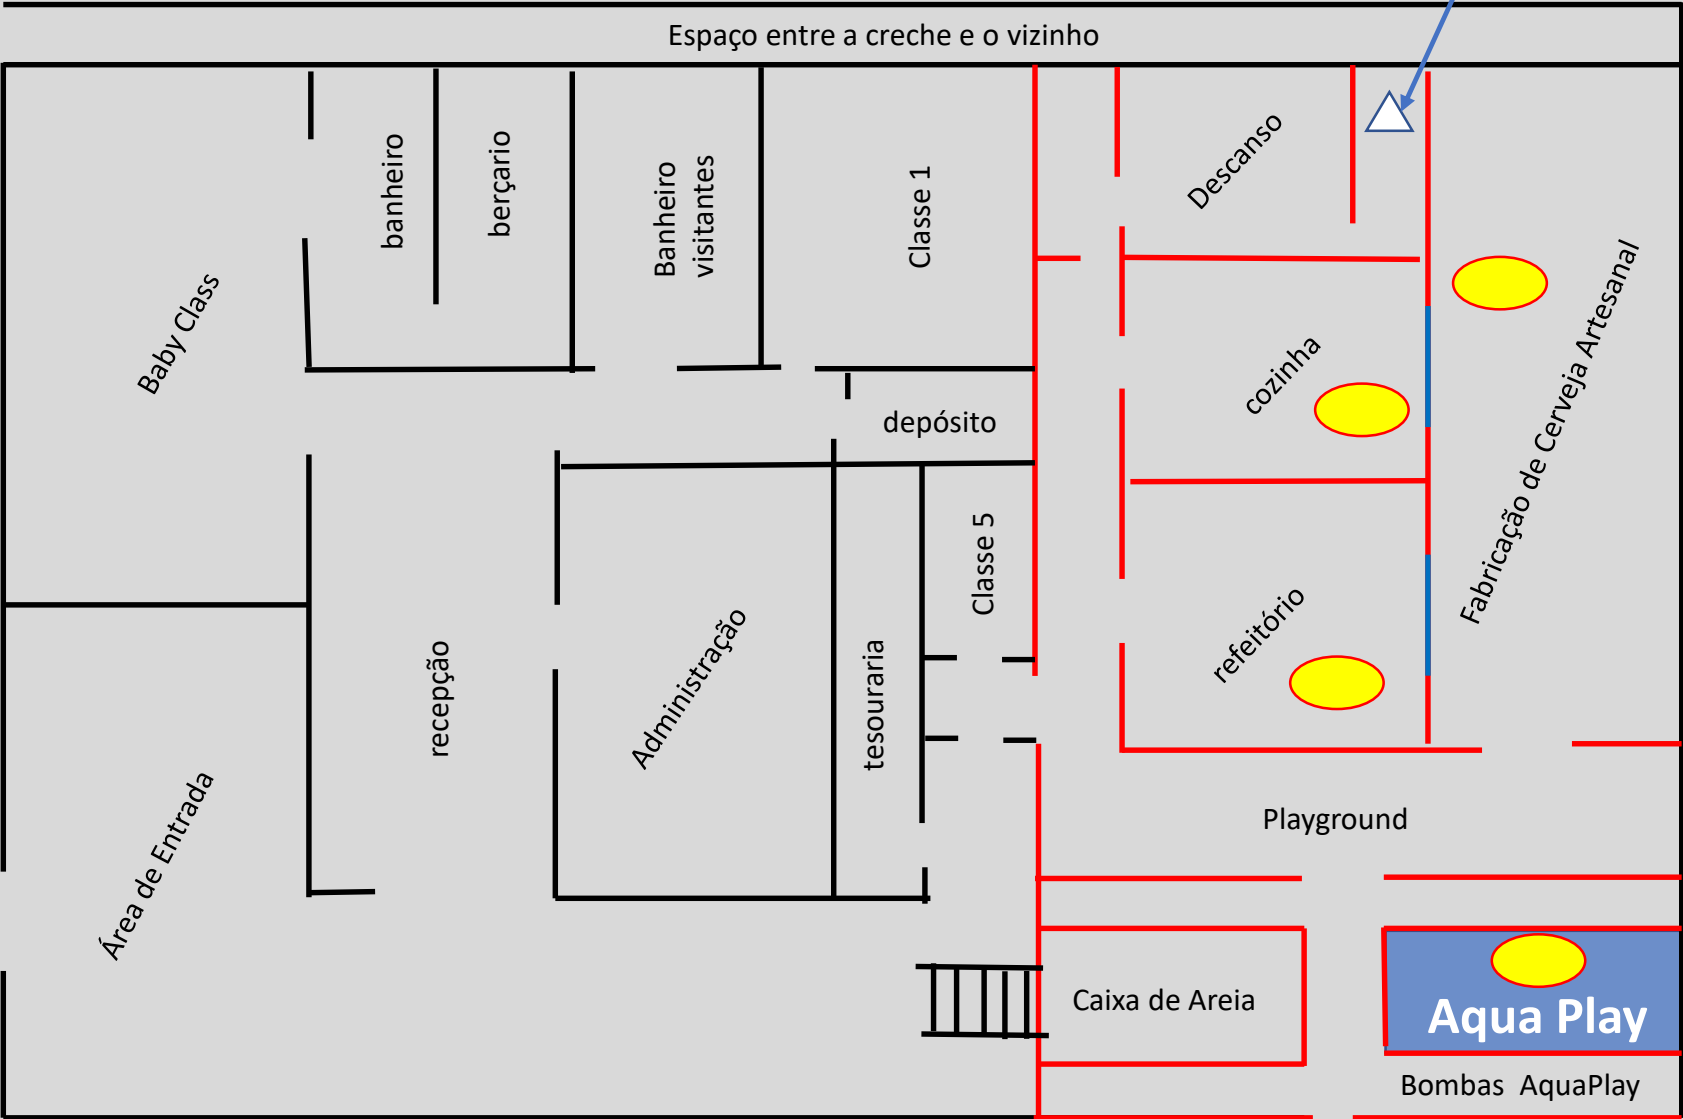 Espaço entre a creche e o vizinho
banheiro
berçario
Banheiro
visitantes
Classe 1
Descanso
Baby Class
cozinha
Fabricação de Cerveja Artesanal
depósito
Classe 5
refeitório
recepção
Administração
tesouraria
Playground
Área de Entrada
Caixa de Areia
Aqua Play
Bombas AquaPlay